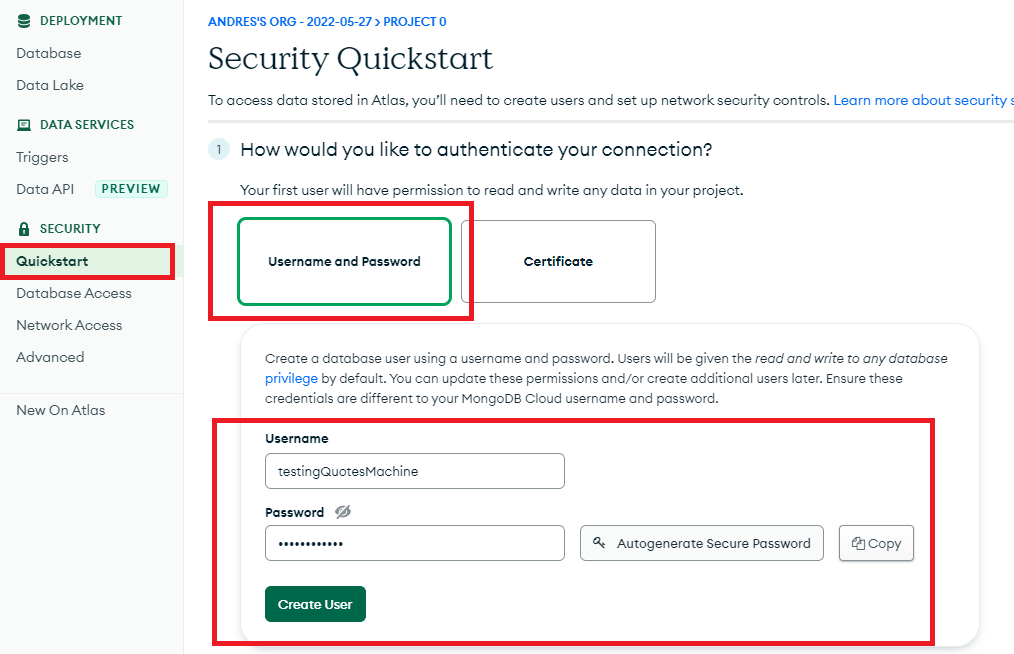 DEPLOYMENT
Database
Data Lake
DATA SERVICES
Triggers
Data API PREVIEW
SECURITY
Quickstart
Database Access
Network Access
Advanced
New On Atlas
ANDRES'S ORG - 2022-05-27 > PROJECT 0
Security Quickstart
To access data stored in Atlas, you'll need to create users and set up network security controls. Learn more about security s
1 How would you like to authenticate your connection?
Your first user will have permission to read and write any data in your project.
Username and Password
Certificate
Create a database user using a username and password. Users will be given the read and write to any database
privilege by default. You can update these permissions and/or create additional users later. Ensure these
credentials are different to your MongoDB Cloud username and password.
Username
testingQuotesMachine
Password
•••••••••••• Autogenerate Secure Password Copy
Create User